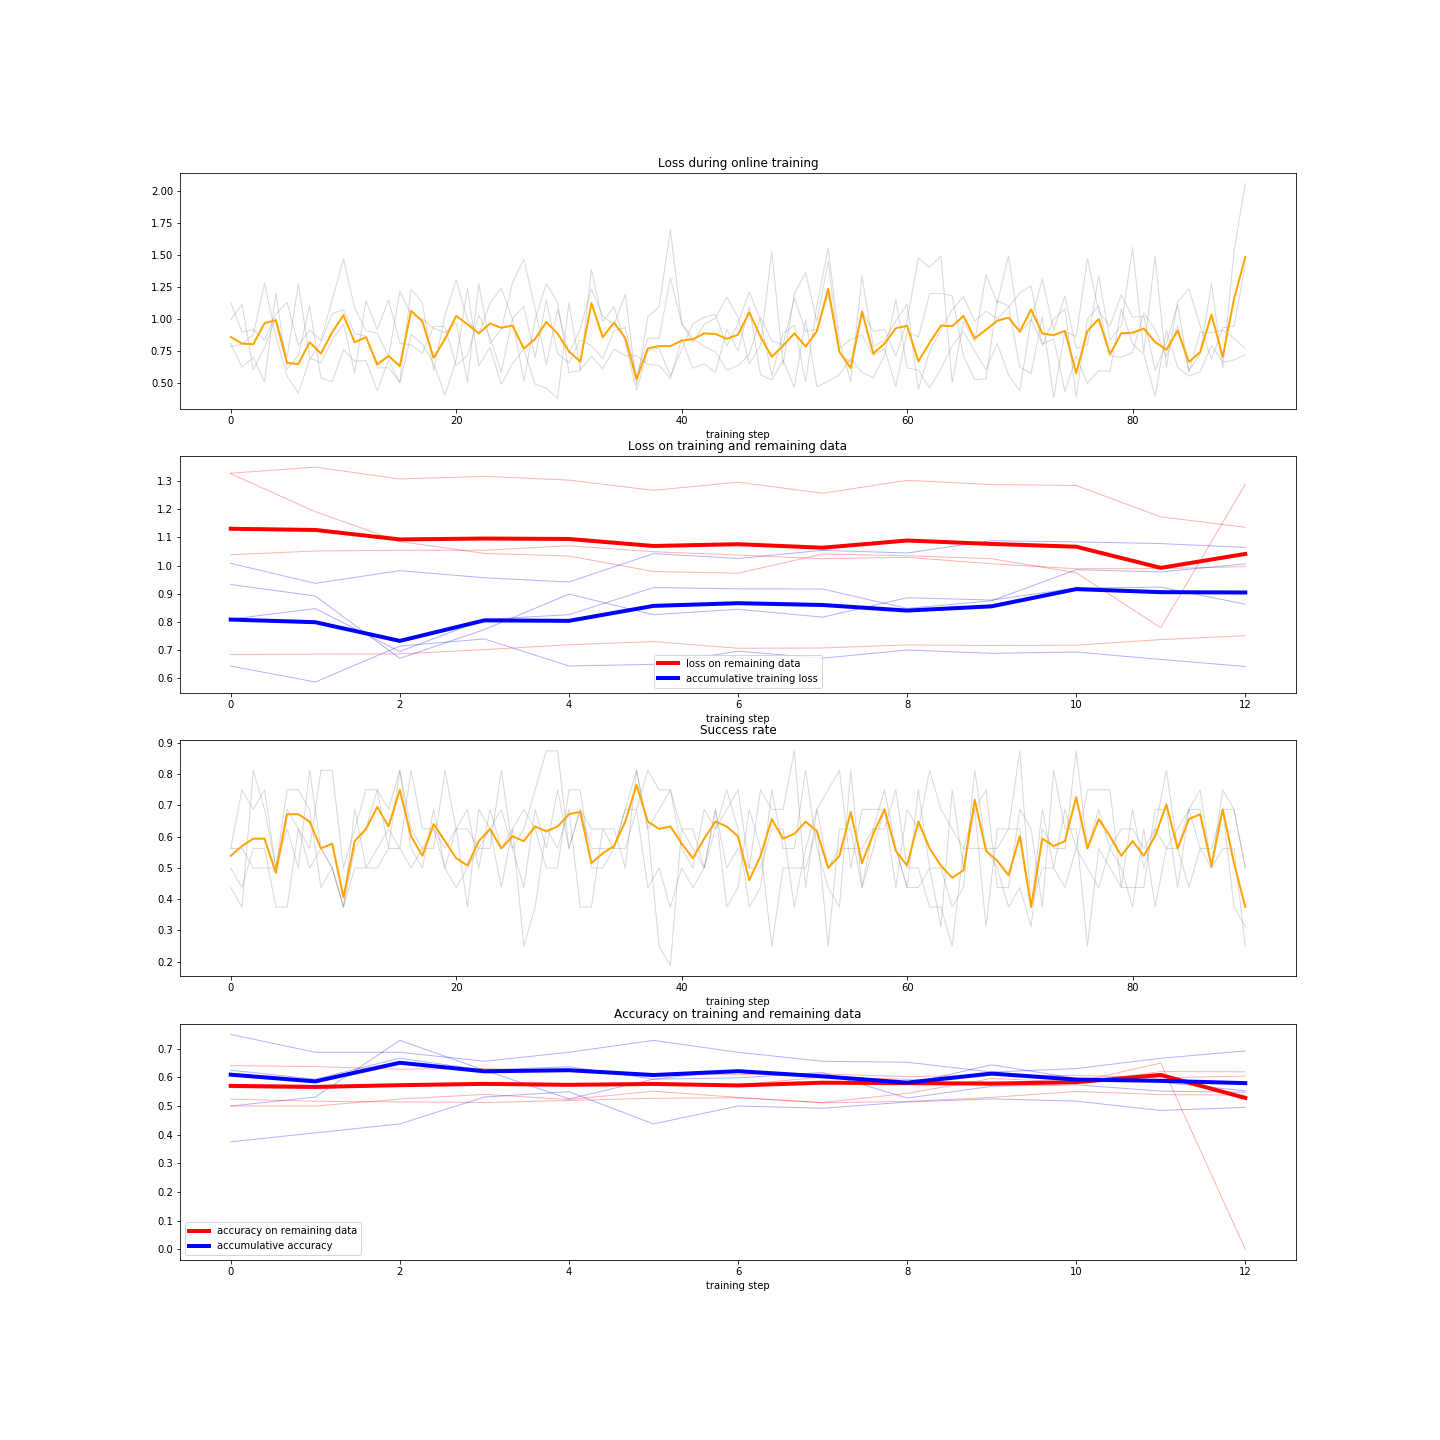 Loss during online training
2.00
1.75
1.50
1.25
1.00
0.75
0.50
0 20 40 60 80
training step
Loss on training and remaining data
1.3
1.2
1.1
1.0
0.9
0.8
0.7
0.6
loss on remaining data
accumulative training loss
0 2 4 6 8 10 12
training step
Success rate
0.9
0.8
0.7
0.6
0.5
0.4
0.3
0.2
0 20 40 60 80
training step
Accuracy on training and remaining data
0.7
0.6
0.5
0.4
0.3
0.2
0.1
0.0
accuracy on remaining data
accumulative accuracy
0 2 4 6 8 10 12
training step